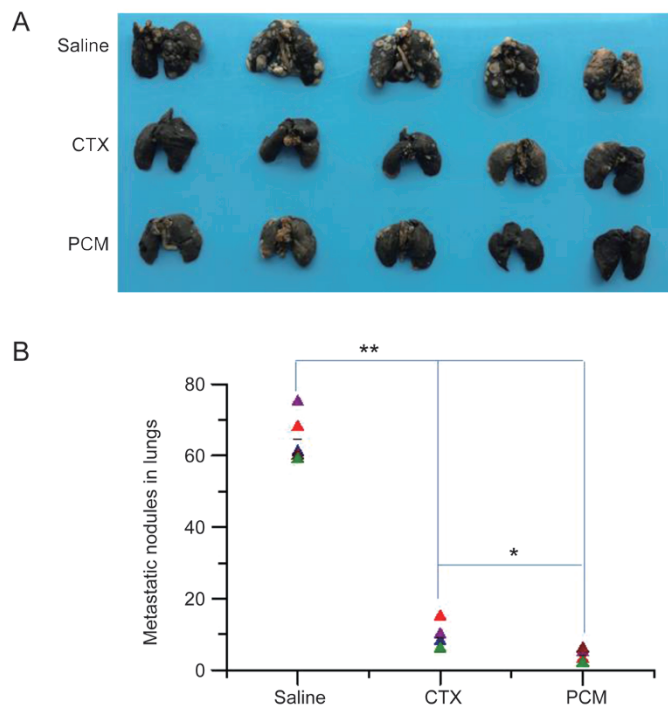 A
Saline
CTX
PCM
B
**
80
60
40
20
0
*
Metastatic nodules in lungs
Saline
CTX
PCM